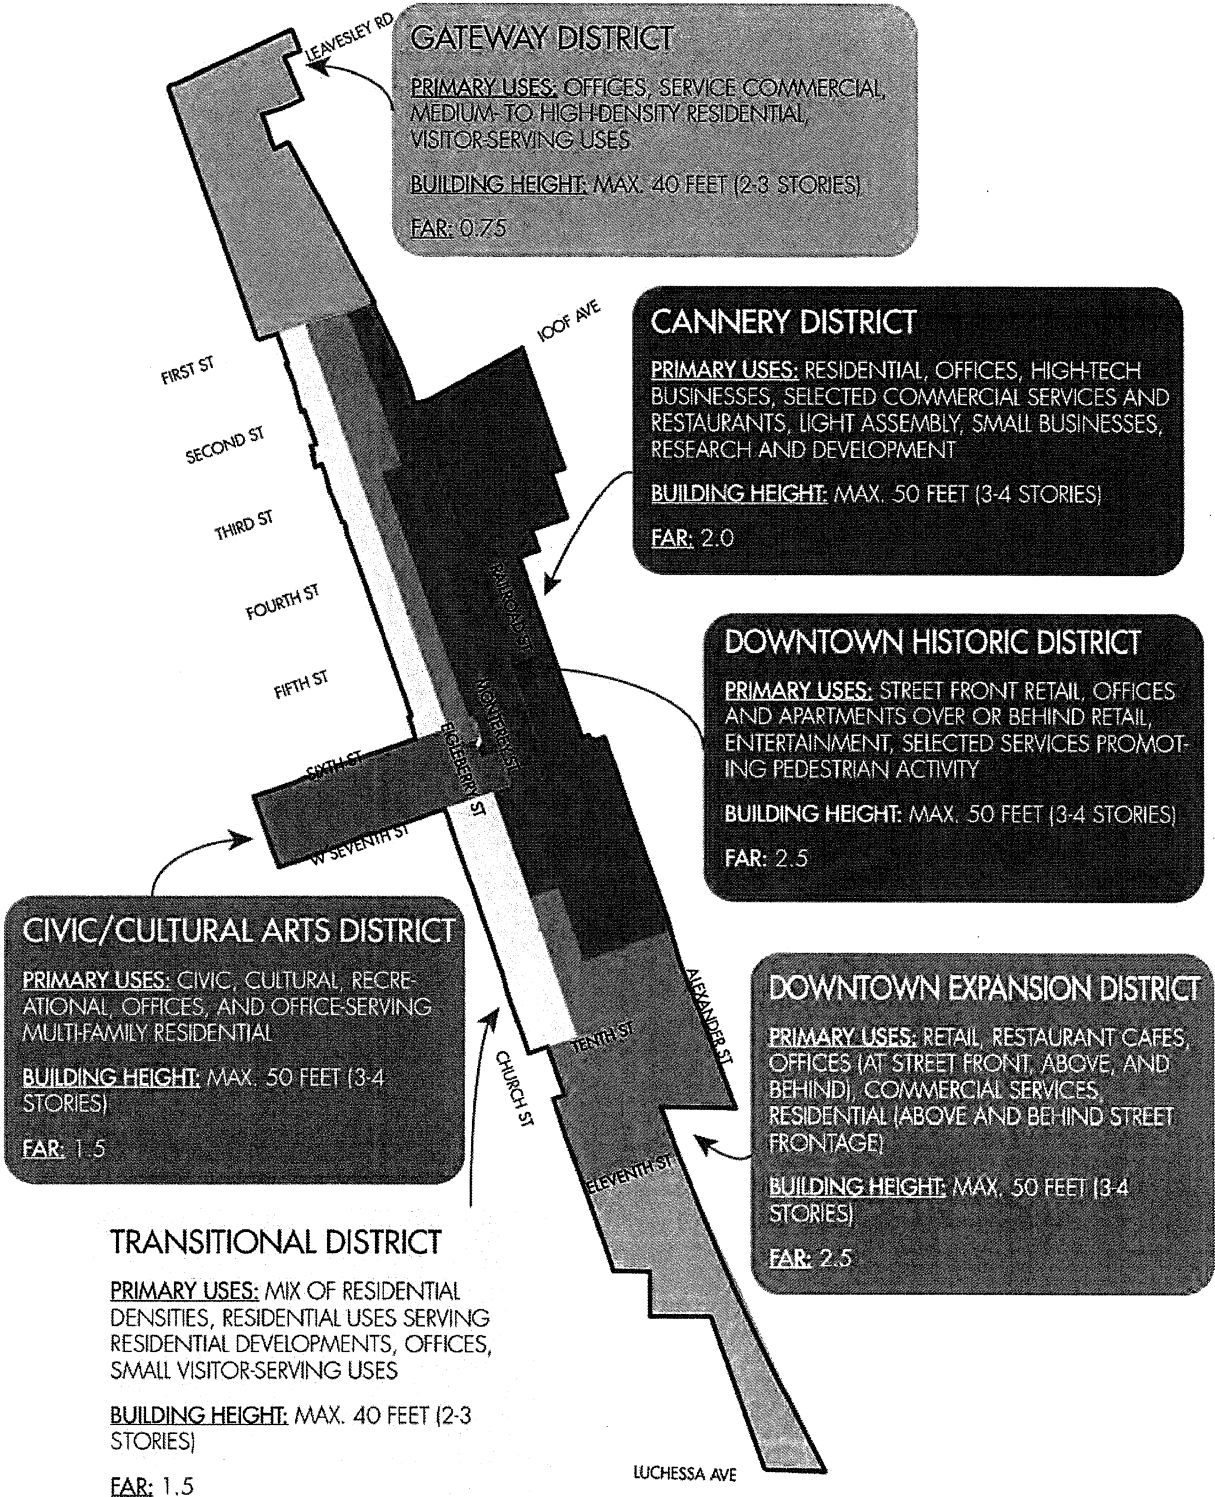 LEAVESLEY RD
GATEWAY DISTRICT
PRIMARY USES: OFFICES, SERVICE COMMERCIAL,
MEDIUM- TO HIGH-DENSITY RESIDENTIAL,
VISITOR-SERVING USES
BUILDING HEIGHT: MAX. 40 FEET (2-3 STORIES)
FAR: 0.75
IOOF AVE
FIRST ST
SECOND ST
THIRD ST
FOURTH ST
FIFTH ST
SIXTH ST
W SEVENTH ST
EIGLEBERRY ST
MONTEREY ST
RAILROAD ST
CANNERY DISTRICT
PRIMARY USES: RESIDENTIAL, OFFICES, HIGH-TECH
BUSINESSES, SELECTED COMMERCIAL SERVICES AND
RESTAURANTS, LIGHT ASSEMBLY, SMALL BUSINESSES,
RESEARCH AND DEVELOPMENT
BUILDING HEIGHT: MAX. 50 FEET (3-4 STORIES)
FAR: 2.0
DOWNTOWN HISTORIC DISTRICT
PRIMARY USES: STREET FRONT RETAIL, OFFICES
AND APARTMENTS OVER OR BEHIND RETAIL,
ENTERTAINMENT, SELECTED SERVICES PROMOT-
ING PEDESTRIAN ACTIVITY
BUILDING HEIGHT: MAX. 50 FEET (3-4 STORIES)
FAR: 2.5
CIVIC/CULTURAL ARTS DISTRICT
PRIMARY USES: CIVIC, CULTURAL, RECRE-
ATIONAL, OFFICES, AND OFFICE-SERVING
MULTI-FAMILY RESIDENTIAL
BUILDING HEIGHT: MAX. 50 FEET (3-4
STORIES)
FAR: 1.5
ALEXANDER ST
TENTH ST
CHURCH ST
ELEVENTH ST
DOWNTOWN EXPANSION DISTRICT
PRIMARY USES: RETAIL, RESTAURANT CAFES,
OFFICES (AT STREET FRONT, ABOVE, AND
BEHIND), COMMERCIAL SERVICES,
RESIDENTIAL (ABOVE AND BEHIND STREET
FRONTAGE)
BUILDING HEIGHT: MAX. 50 FEET (3-4
STORIES)
FAR: 2.5
TRANSITIONAL DISTRICT
PRIMARY USES: MIX OF RESIDENTIAL
DENSITIES, RESIDENTIAL USES SERVING
RESIDENTIAL DEVELOPMENTS, OFFICES,
SMALL VISITOR-SERVING USES
BUILDING HEIGHT: MAX. 40 FEET (2-3
STORIES)
FAR: 1.5
LUCHESSA AVE